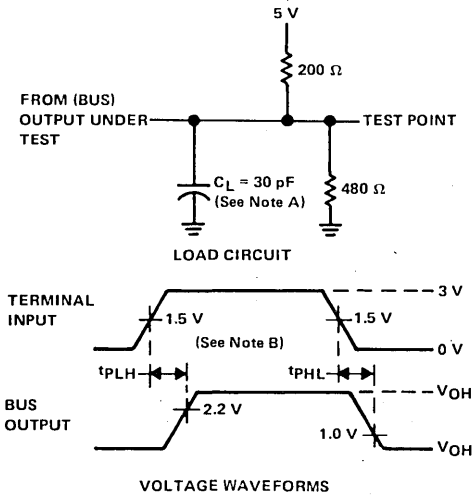 5 V
200 Ω
FROM (BUS)
OUTPUT UNDER
TEST
TEST POINT
CL = 30 pF
(See Note A)
480 Ω
LOAD CIRCUIT
TERMINAL
INPUT
3 V
1.5 V
1.5 V
(See Note B)
0 V
tPLH
tPHL
BUS
OUTPUT
VOH
2.2 V
1.0 V
VOH
VOLTAGE WAVEFORMS